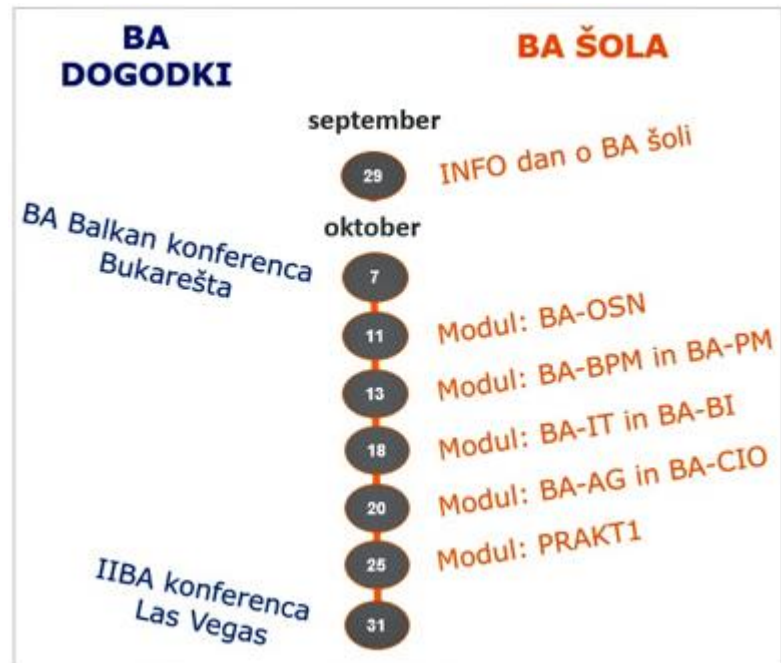 BA
DOGODKI
BA ŠOLA
september
29
INFO dan o BA šoli
oktober
BA Balkan konferenca
Bukarešta
7
11
Modul: BA-OSN
13
Modul: BA-BPM in BA-PM
18
Modul: BA-IT in BA-BI
20
Modul: BA-AG in BA-CIO
25
Modul: PRAKT1
IIBA konferenca
Las Vegas
31